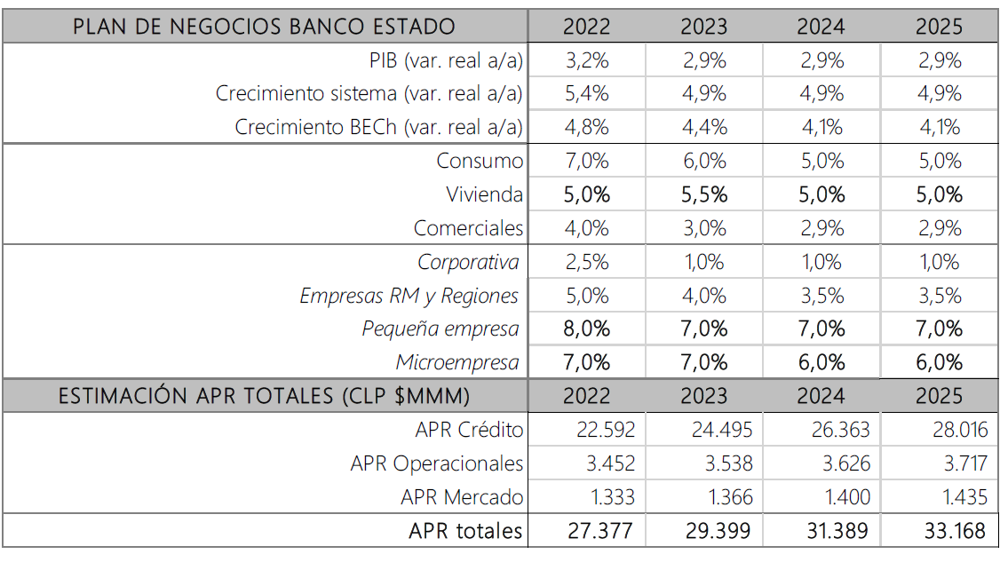 PLAN DE NEGOCIOS BANCO ESTADO 2022 2023 2024 2025
PIB (var. real a/a) 3,2% 2,9% 2,9% 2,9%
Crecimiento sistema (var. real a/a) 5,4% 4,9% 4,9% 4,9%
Crecimiento BECh (var. real a/a) 4,8% 4,4% 4,1% 4,1%
Consumo 7,0% 6,0% 5,0% 5,0%
Vivienda 5,0% 5,5% 5,0% 5,0%
Comerciales 4,0% 3,0% 2,9% 2,9%
Corporativa 2,5% 1,0% 1,0% 1,0%
Empresas RM y Regiones 5,0% 4,0% 3,5% 3,5%
Pequeña empresa 8,0% 7,0% 7,0% 7,0%
Microempresa 7,0% 7,0% 6,0% 6,0%
ESTIMACIÓN APR TOTALES (CLP $MMM) 2022 2023 2024 2025
APR Crédito 22.592 24.495 26.363 28.016
APR Operacionales 3.452 3.538 3.626 3.717
APR Mercado 1.333 1.366 1.400 1.435
APR totales 27.377 29.399 31.389 33.168